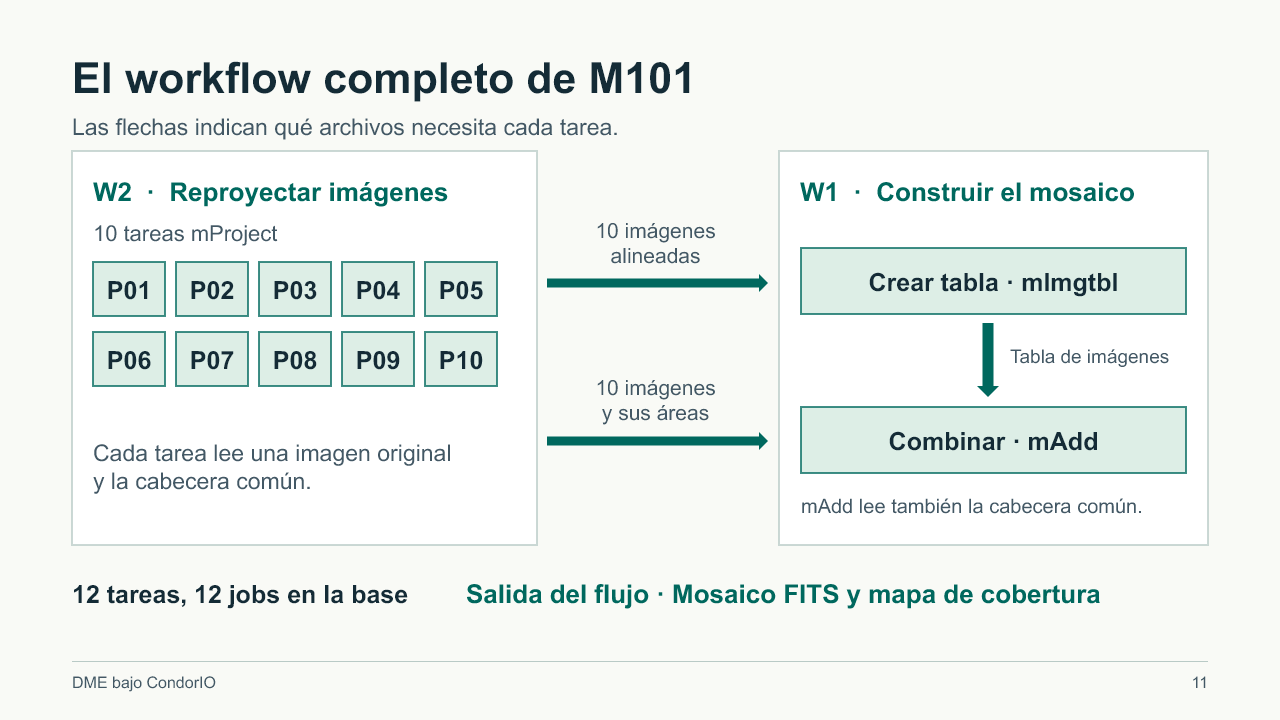 El workflow completo de M101
Las flechas indican qué archivos necesita cada tarea.
W2 · Reproyectar imágenes
10 tareas mProject
P01 P02 P03 P04 P05
P06 P07 P08 P09 P10
Cada tarea lee una imagen original
y la cabecera común.
10 imágenes
alineadas
10 imágenes
y sus áreas
W1 · Construir el mosaico
Crear tabla · mImgtbl
Tabla de imágenes
Combinar · mAdd
mAdd lee también la cabecera común.
12 tareas, 12 jobs en la base
Salida del flujo · Mosaico FITS y mapa de cobertura
DME bajo CondorIO
11